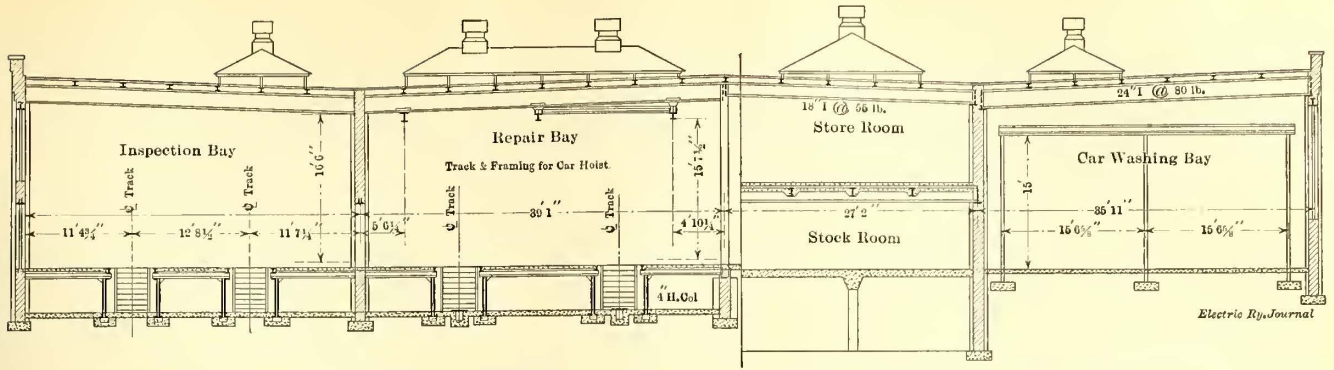 18"I @ 55 lb.
24"I @ 80 lb.
Inspection Bay
16'6"
Repair Bay
Track & Framing for Car Hoist.
15'7½"
Store Room
Car Washing Bay
15'
℄ Track
℄ Track
℄ Track
℄ Track
39'1"
27'2"
35'11"
11'4¾"
12'8½"
11'7¼"
5'6¼"
4'10¼"
Stock Room
15'6⅝"
15'6⅝"
4"H.Col
Electric Ry. Journal